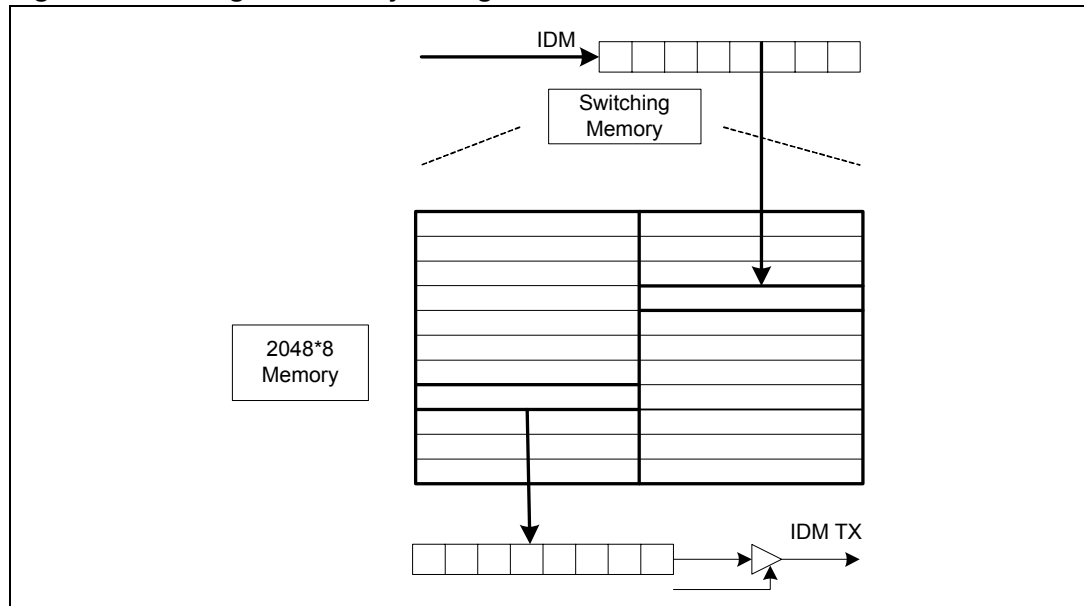 IDM
Switching
Memory
2048*8
Memory
IDM TX